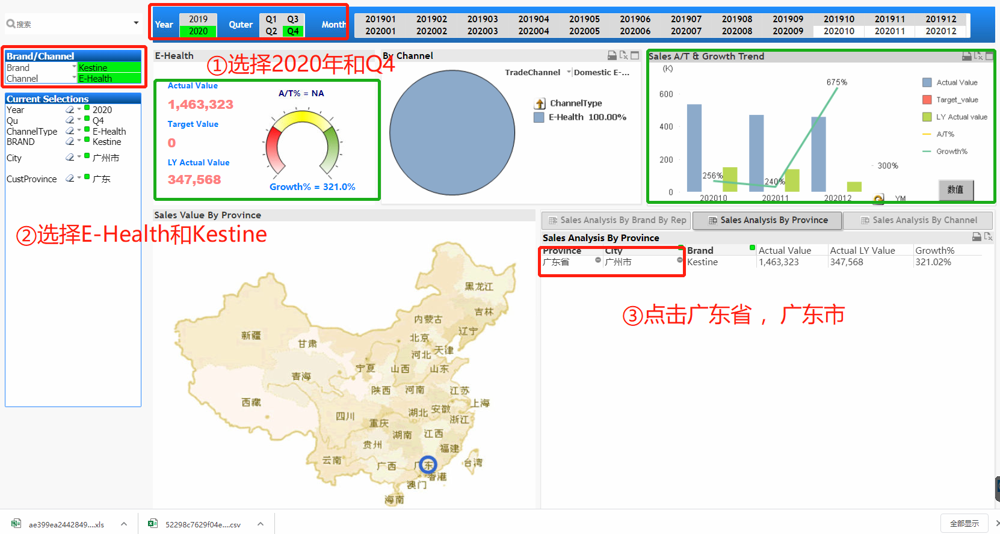 搜索
Year
2019
2020
Quter
Q1 Q3
Q2 Q4
Month
201901 201902 201903 201904 201905 201906 201907 201908 201909 201910 201911 201912
202001 202002 202003 202004 202005 202006 202007 202008 202009 202010 202011 202012
Brand/Channel
Brand Kestine
Channel E-Health
Current Selections
Year 2020
Qu Q4
ChannelType E-Health
BRAND Kestine
City 广州市
CustProvince 广东
E-Health
①选择2020年和Q4
Actual Value
1,463,323
Target Value
0
LY Actual Value
347,568
A/T% = NA
Growth% = 321.0%
By Channel
TradeChannel Domestic E-...
ChannelType
E-Health 100.00%
Sales A/T & Growth Trend
(K)
600
400
200
0
675%
256%
240%
300%
202010 202011 202012
YM
Actual Value
Target_value
LY Actual value
A/T%
Growth%
数值
Sales Value By Province
②选择E-Health和Kestine
黑龙江
吉林
内蒙古
辽宁
新疆
北京
甘肃
天津
河北
宁夏
山西
山东
青海
陕西
河南
江苏
西藏
上海
安徽
湖北
四川
浙江
重庆
湖南
江西
贵州
福建
云南
广西
广东
台湾
香港
澳门
海南
Sales Analysis By Brand By Rep
Sales Analysis By Province
Sales Analysis By Channel
Sales Analysis By Province
Province City Brand Actual Value Actual LY Value Growth%
广东省 广州市 Kestine 1,463,323 347,568 321.02%
③点击广东省 ，广东市
ae399ea2442849....xls
52298c7629f04e....csv
全部显示